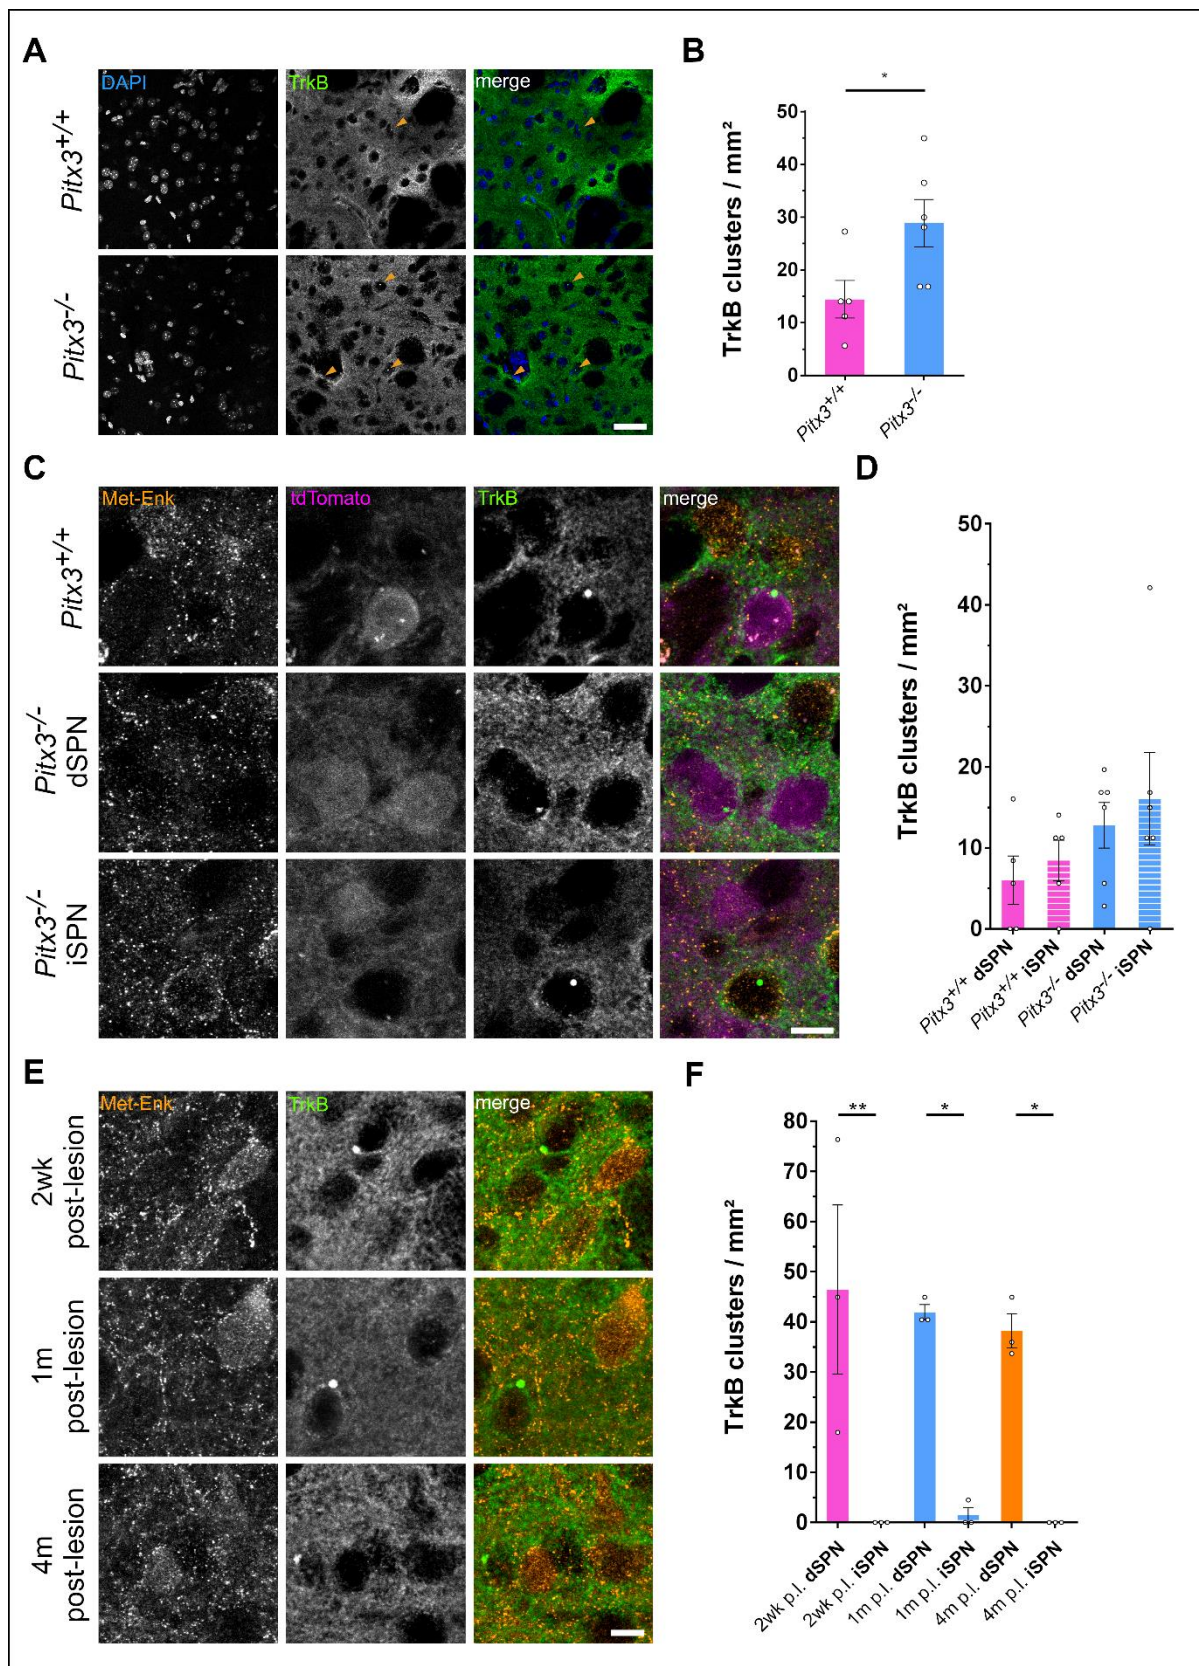 A
DAPI
TrkB
merge
Pitx3+/+
Pitx3-/-
B
*
TrkB clusters / mm²
50
40
30
20
10
0
Pitx3+/+
Pitx3-/-
C
Met-Enk
tdTomato
TrkB
merge
Pitx3+/+
Pitx3-/-
dSPN
Pitx3-/-
iSPN
D
TrkB clusters / mm²
50
40
30
20
10
0
Pitx3+/+ dSPN
Pitx3+/+ iSPN
Pitx3-/- dSPN
Pitx3-/- iSPN
E
Met-Enk
TrkB
merge
2wk
post-lesion
1m
post-lesion
4m
post-lesion
F
**
*
*
TrkB clusters / mm²
80
70
60
50
40
30
20
10
0
2wk p.l. dSPN
2wk p.l. iSPN
1m p.l. dSPN
1m p.l. iSPN
4m p.l. dSPN
4m p.l. iSPN